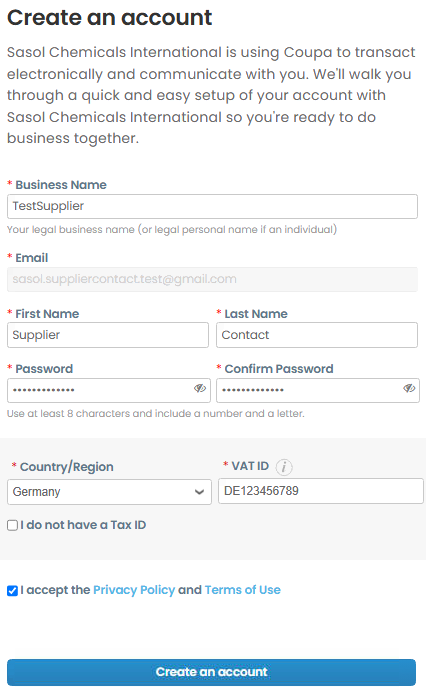 Create an account
Sasol Chemicals International is using Coupa to transact
electronically and communicate with you. We'll walk you
through a quick and easy setup of your account with
Sasol Chemicals International so you're ready to do
business together.
* Business Name
TestSupplier
Your legal business name (or legal personal name if an individual)
* Email
sasol.suppliercontact.test@gmail.com
* First Name * Last Name
Supplier Contact
* Password * Confirm Password
••••••••••••• •••••••••••••
Use at least 8 characters and include a number and a letter.
* Country/Region * VAT ID i
Germany DE123456789
I do not have a Tax ID
I accept the Privacy Policy and Terms of Use
Create an account